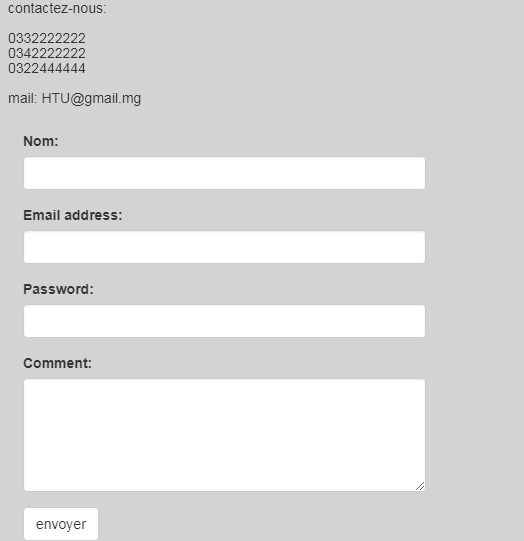 contactez-nous:
0332222222
0342222222
0322444444
mail: HTU@gmail.mg
Nom:
Email address:
Password:
Comment:
envoyer